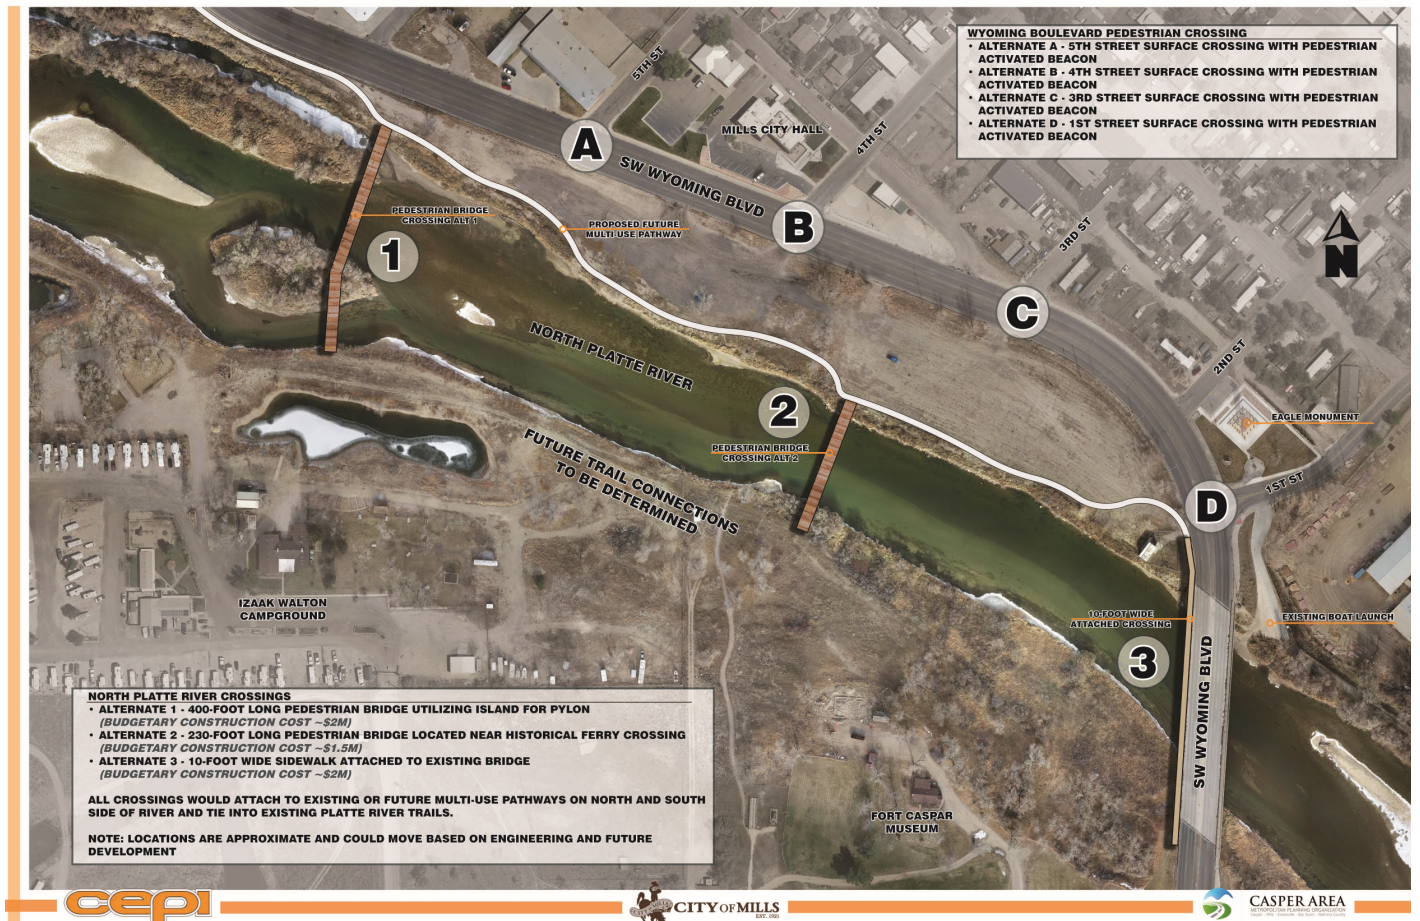 WYOMING BOULEVARD PEDESTRIAN CROSSING
• ALTERNATE A - 5TH STREET SURFACE CROSSING WITH PEDESTRIAN
ACTIVATED BEACON
• ALTERNATE B - 4TH STREET SURFACE CROSSING WITH PEDESTRIAN
ACTIVATED BEACON
• ALTERNATE C - 3RD STREET SURFACE CROSSING WITH PEDESTRIAN
ACTIVATED BEACON
• ALTERNATE D - 1ST STREET SURFACE CROSSING WITH PEDESTRIAN
ACTIVATED BEACON
5TH ST
MILLS CITY HALL
4TH ST
A
SW WYOMING BLVD
B
3RD ST
N
PEDESTRIAN BRIDGE
CROSSING ALT 1
PROPOSED FUTURE
MULTI-USE PATHWAY
1
C
NORTH PLATTE RIVER
2ND ST
2
EAGLE MONUMENT
PEDESTRIAN BRIDGE
CROSSING ALT 2
FUTURE TRAIL CONNECTIONS
TO BE DETERMINED
1ST ST
D
IZAAK WALTON
CAMPGROUND
10-FOOT WIDE
ATTACHED CROSSING
EXISTING BOAT LAUNCH
3
SW WYOMING BLVD
NORTH PLATTE RIVER CROSSINGS
• ALTERNATE 1 - 400-FOOT LONG PEDESTRIAN BRIDGE UTILIZING ISLAND FOR PYLON
(BUDGETARY CONSTRUCTION COST ~$2M)
• ALTERNATE 2 - 230-FOOT LONG PEDESTRIAN BRIDGE LOCATED NEAR HISTORICAL FERRY CROSSING
(BUDGETARY CONSTRUCTION COST ~$1.5M)
• ALTERNATE 3 - 10-FOOT WIDE SIDEWALK ATTACHED TO EXISTING BRIDGE
(BUDGETARY CONSTRUCTION COST ~$2M)
ALL CROSSINGS WOULD ATTACH TO EXISTING OR FUTURE MULTI-USE PATHWAYS ON NORTH AND SOUTH
SIDE OF RIVER AND TIE INTO EXISTING PLATTE RIVER TRAILS.
NOTE: LOCATIONS ARE APPROXIMATE AND COULD MOVE BASED ON ENGINEERING AND FUTURE
DEVELOPMENT
FORT CASPAR
MUSEUM
cepi
CITY OF MILLS
EST. 1921
CASPER AREA
METROPOLITAN PLANNING ORGANIZATION